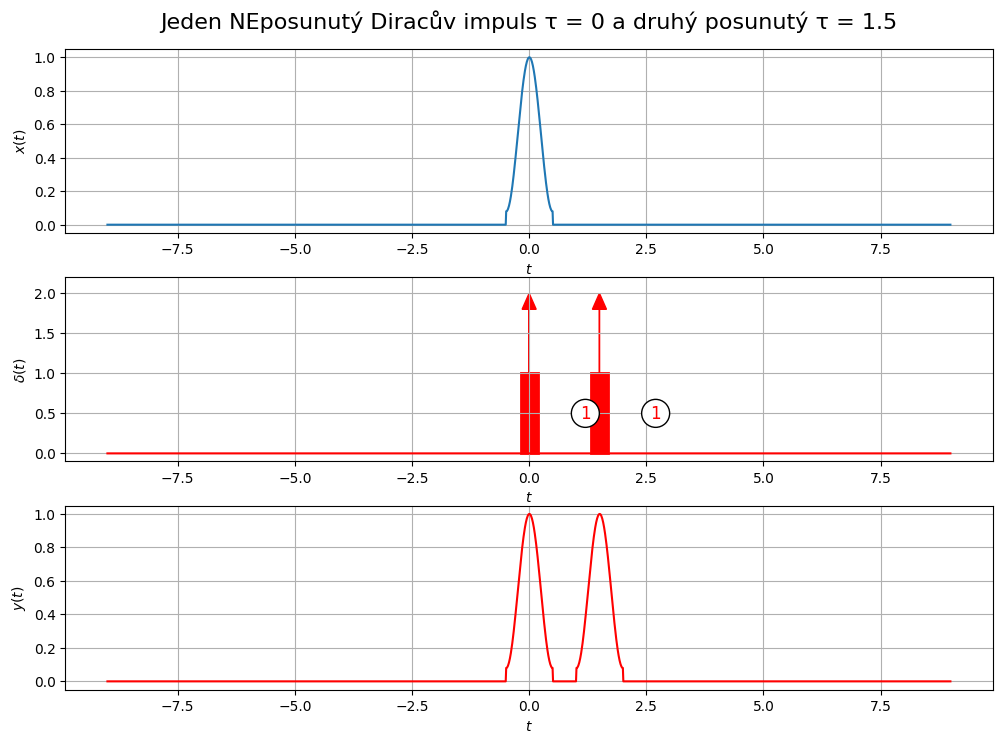 Jeden NEposunutý Diracův impuls τ = 0 a druhý posunutý τ = 1.5
1.0
0.8
0.6
0.4
0.2
0.0
x(t)
−7.5 −5.0 −2.5 0.0 2.5 5.0 7.5
t
2.0
1.5
1.0
0.5
0.0
δ(t)
1 1
−7.5 −5.0 −2.5 0.0 2.5 5.0 7.5
t
1.0
0.8
0.6
0.4
0.2
0.0
y(t)
−7.5 −5.0 −2.5 0.0 2.5 5.0 7.5
t